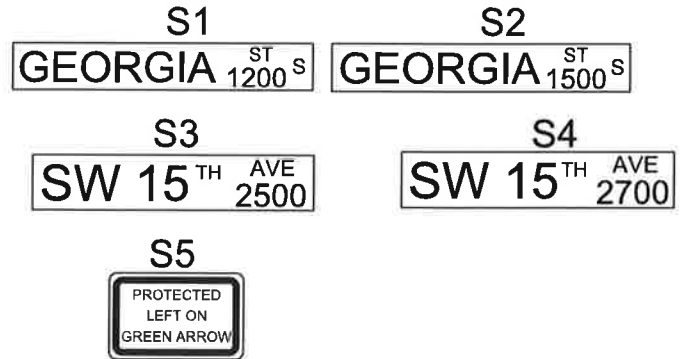 S1
GEORGIA ST 1200 S
S2
GEORGIA ST 1500 S
S3
SW 15TH AVE 2500
S4
SW 15TH AVE 2700
S5
PROTECTED
LEFT ON
GREEN ARROW